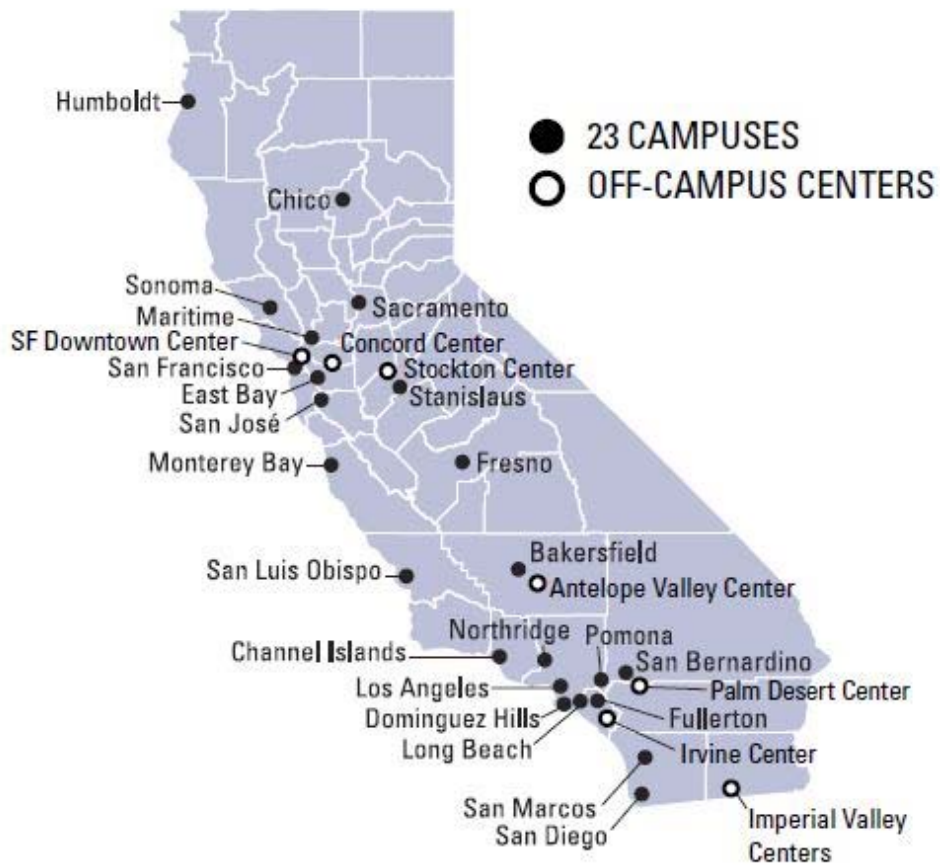 Humboldt
23 CAMPUSES
OFF-CAMPUS CENTERS
Chico
Sonoma
Sacramento
Maritime
SF Downtown Center
Concord Center
San Francisco
Stockton Center
East Bay
Stanislaus
San José
Monterey Bay
Fresno
Bakersfield
San Luis Obispo
Antelope Valley Center
Northridge
Pomona
Channel Islands
San Bernardino
Los Angeles
Palm Desert Center
Dominguez Hills
Fullerton
Long Beach
Irvine Center
San Marcos
San Diego
Imperial Valley
Centers